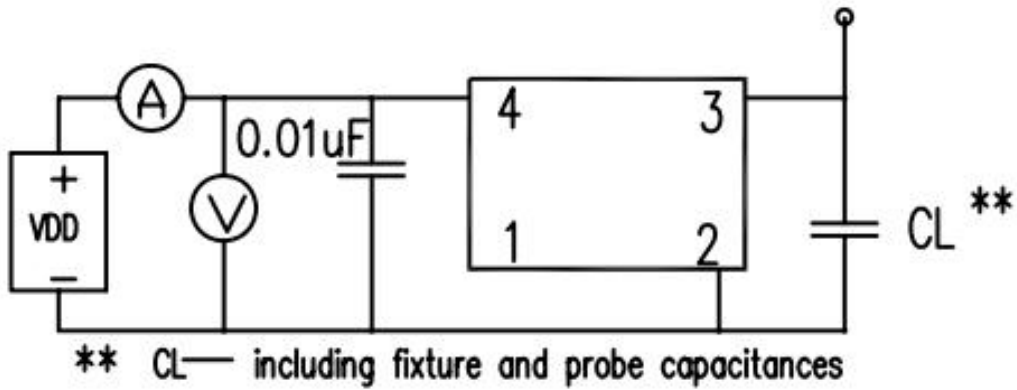 A
4
3
0.01uF
+
V
VDD
1
2
CL **
−
** CL— including fixture and probe capacitances